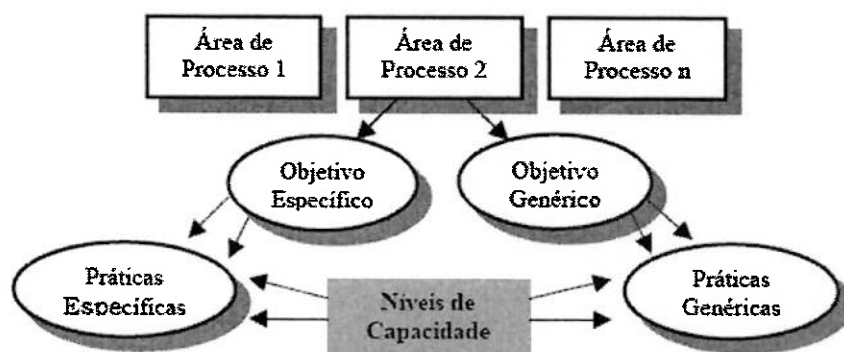 Área de
Processo 1
Área de
Processo 2
Área de
Processo n
Objetivo
Específico
Objetivo
Genérico
Práticas
Específicas
Níveis de
Capacidade
Práticas
Genéricas